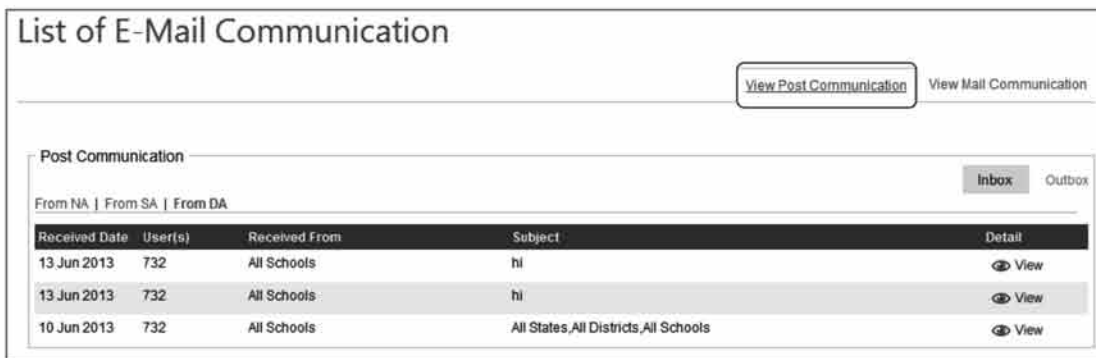 List of E-Mail Communication
View Post Communication View Mail Communication
Post Communication
Inbox Outbox
From NA | From SA | From DA
Received Date User(s) Received From Subject Detail
13 Jun 2013 732 All Schools hi View
13 Jun 2013 732 All Schools hi View
10 Jun 2013 732 All Schools All States,All Districts,All Schools View